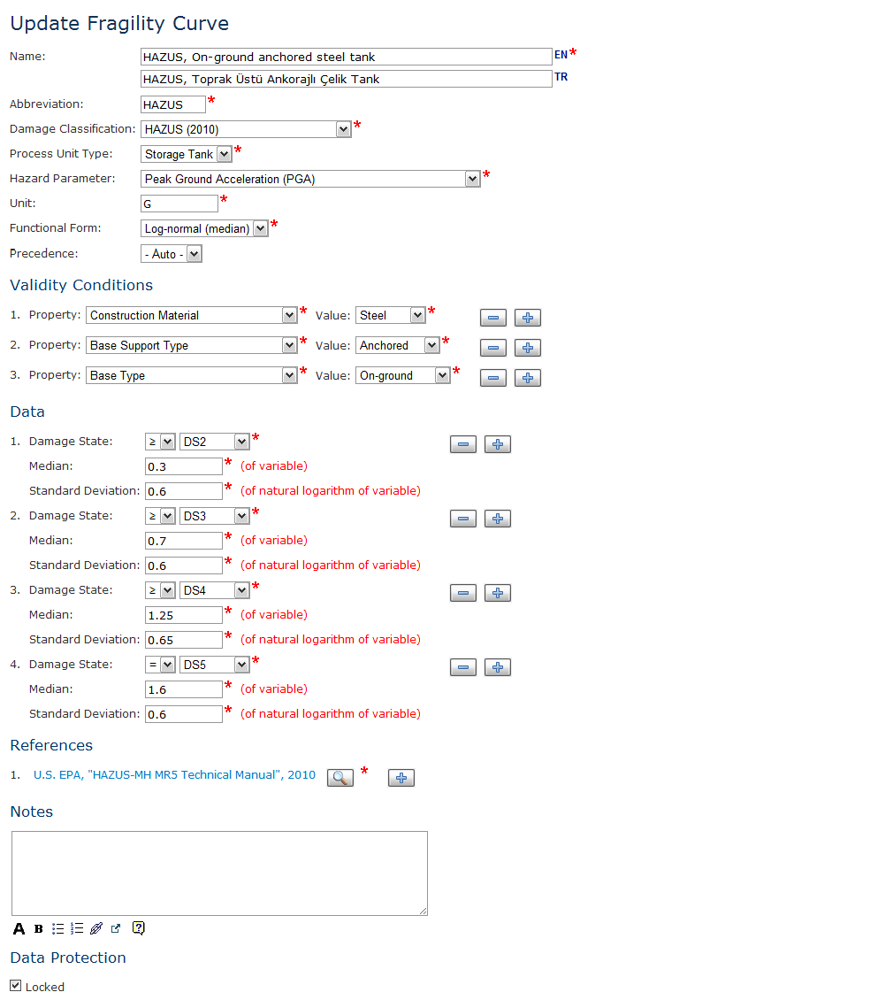 Update Fragility Curve
Name: HAZUS, On-ground anchored steel tank EN*
HAZUS, Toprak Üstü Ankorajlı Çelik Tank TR
Abbreviation: HAZUS *
Damage Classification: HAZUS (2010) *
Process Unit Type: Storage Tank *
Hazard Parameter: Peak Ground Acceleration (PGA) *
Unit: G *
Functional Form: Log-normal (median) *
Precedence: - Auto -
Validity Conditions
1. Property: Construction Material * Value: Steel *
2. Property: Base Support Type * Value: Anchored *
3. Property: Base Type * Value: On-ground *
Data
1. Damage State: ≥ DS2 *
Median: 0.3 * (of variable)
Standard Deviation: 0.6 * (of natural logarithm of variable)
2. Damage State: ≥ DS3 *
Median: 0.7 * (of variable)
Standard Deviation: 0.6 * (of natural logarithm of variable)
3. Damage State: ≥ DS4 *
Median: 1.25 * (of variable)
Standard Deviation: 0.65 * (of natural logarithm of variable)
4. Damage State: = DS5 *
Median: 1.6 * (of variable)
Standard Deviation: 0.6 * (of natural logarithm of variable)
References
1. U.S. EPA, "HAZUS-MH MR5 Technical Manual", 2010 *
Notes
A B
Data Protection
Locked